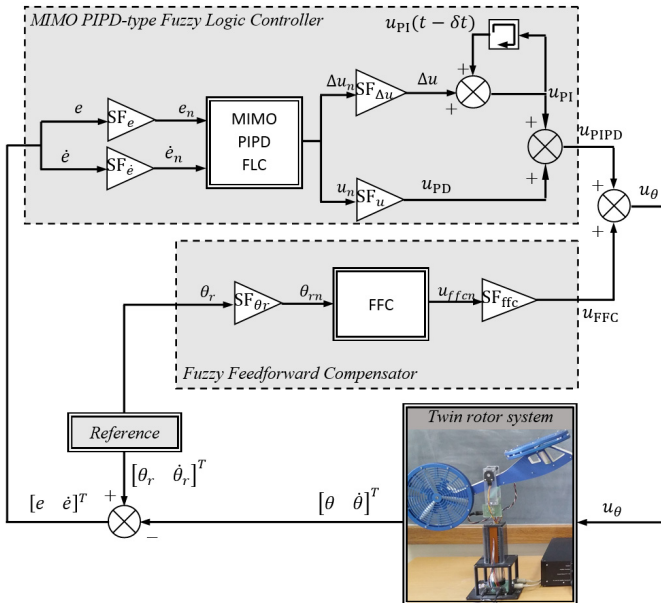 MIMO PIPD-type Fuzzy Logic Controller
u_PI(t − δt)
e
SF_e
e_n
ė
SF_ė
ė_n
MIMO
PIPD
FLC
Δu_n
SF_Δu
Δu
+
+
u_PI
u_n
SF_u
u_PD
+
+
u_PIPD
+
+
u_θ
θ_r
SF_θr
θ_rn
FFC
u_ffcn
SF_ffc
u_FFC
Fuzzy Feedforward Compensator
Reference
[θ_r θ̇_r]^T
+
−
[e ė]^T
[θ θ̇]^T
Twin rotor system
u_θ